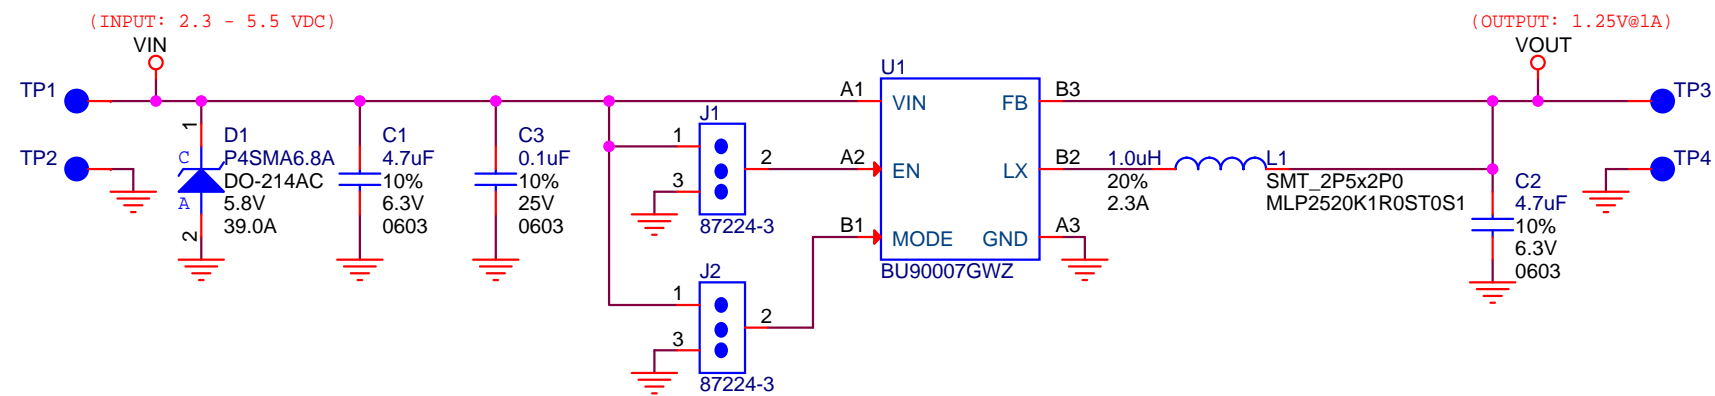 (INPUT: 2.3 - 5.5 VDC)
VIN
TP1
TP2
1
C
A
2
D1
P4SMA6.8A
DO-214AC
5.8V
39.0A
C1
4.7uF
10%
6.3V
0603
C3
0.1uF
10%
25V
0603
J1
1
2
3
87224-3
J2
1
2
3
87224-3
U1
A1
VIN
A2
EN
B1
MODE
FB
B3
LX
B2
GND
A3
BU90007GWZ
1.0uH
20%
2.3A
L1
SMT_2P5x2P0
MLP2520K1R0ST0S1
(OUTPUT: 1.25V@1A)
VOUT
TP3
TP4
C2
4.7uF
10%
6.3V
0603